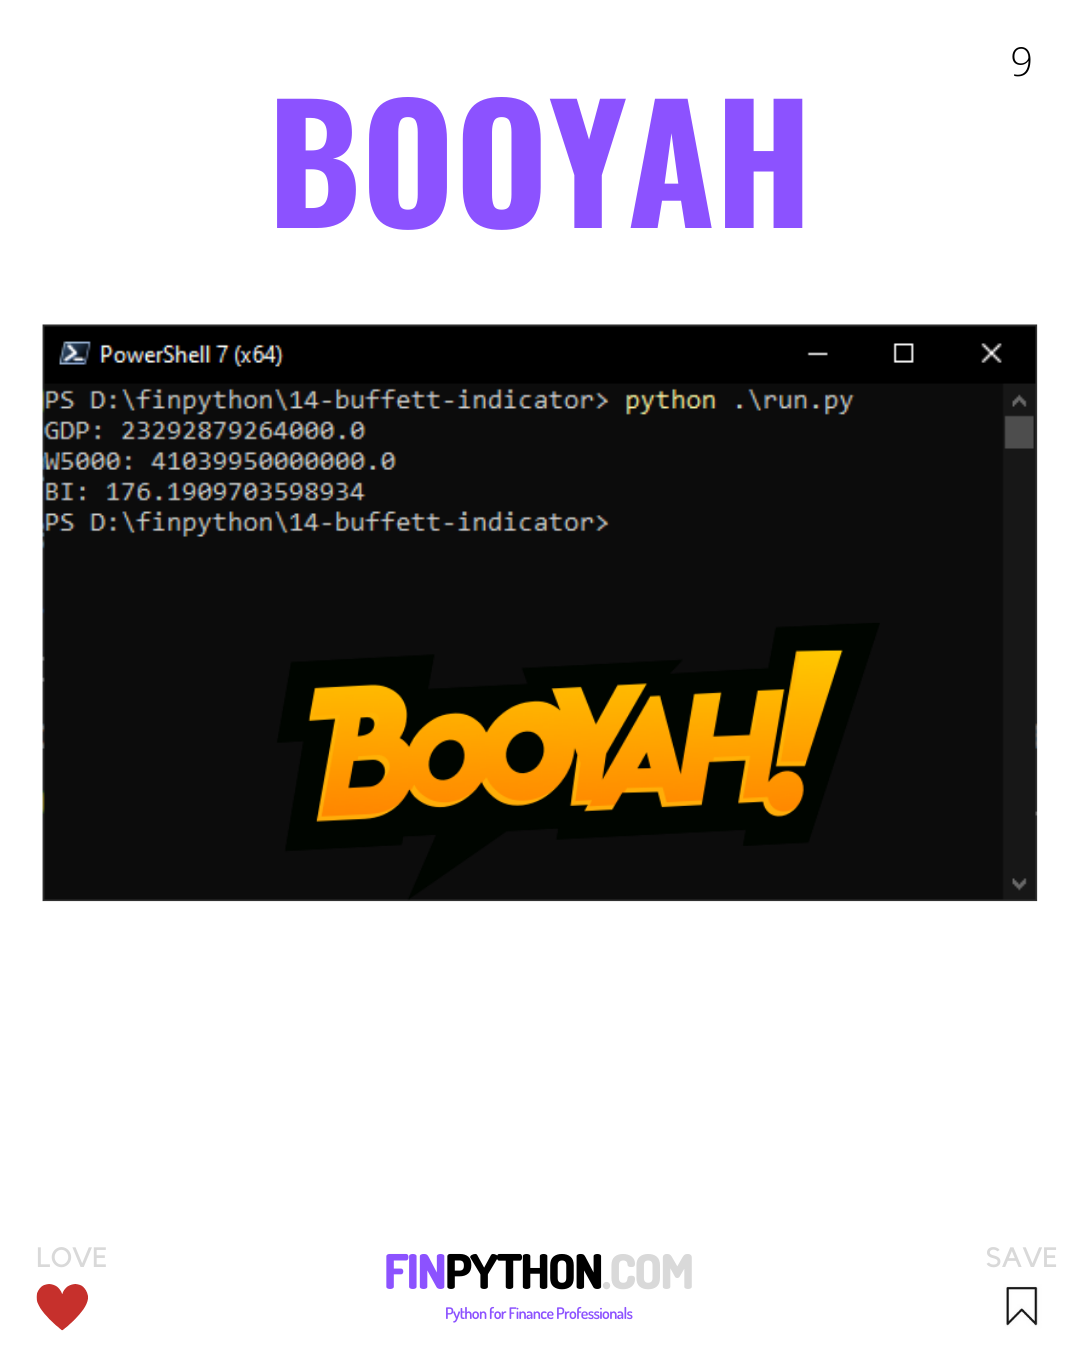 9
BOOYAH
PowerShell 7 (x64)
PS D:\finpython\14-buffett-indicator> python .\run.py
GDP: 23292879264000.0
W5000: 41039950000000.0
BI: 176.1909703598934
PS D:\finpython\14-buffett-indicator>
BOOYAH!
LOVE
FINPYTHON.COM
SAVE
Python for Finance Professionals